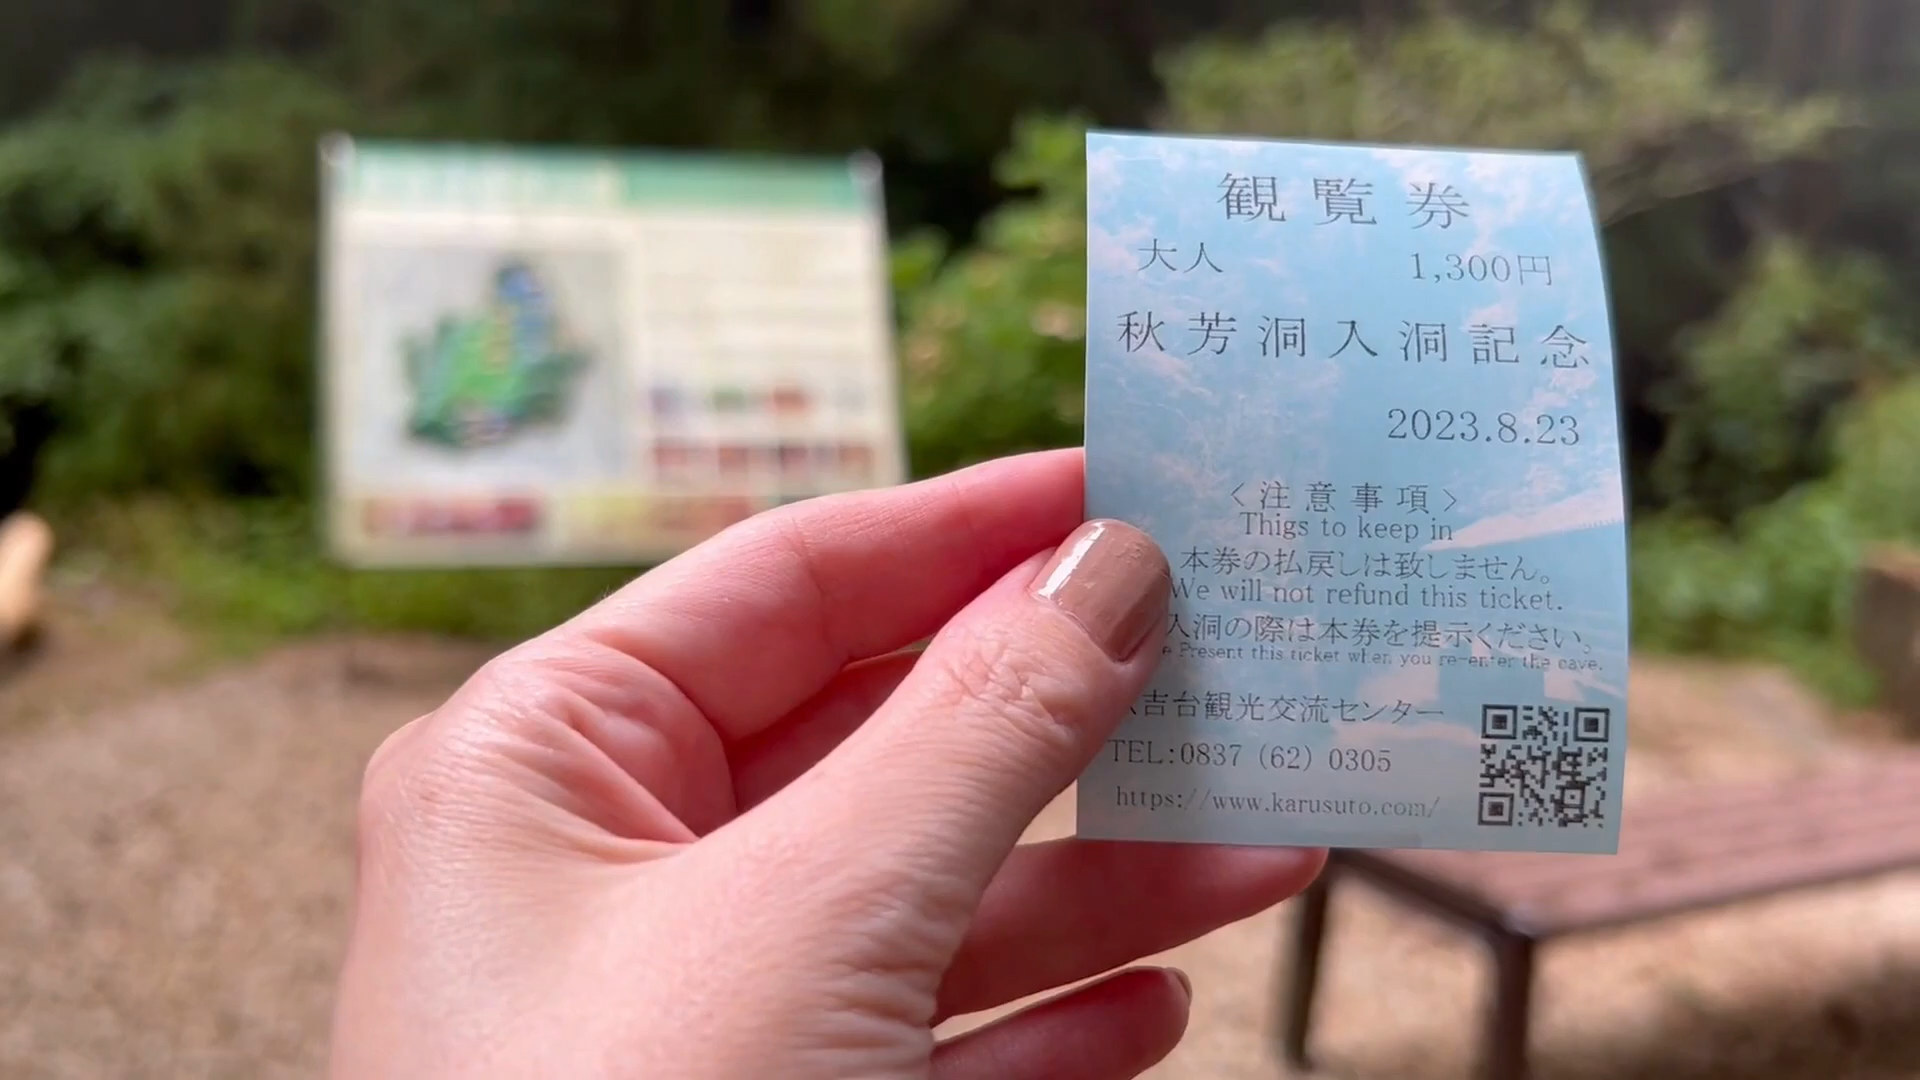 観覧券
大人 1,300円
秋芳洞入洞記念
2023.8.23
<注意事項>
Thigs to keep in
本券の払戻しは致しません。
We will not refund this ticket.
入洞の際は本券を提示ください。
Present this ticket when you re-enter the cave.
吉台観光交流センター
TEL:0837 (62) 0305
https://www.karusuto.com/